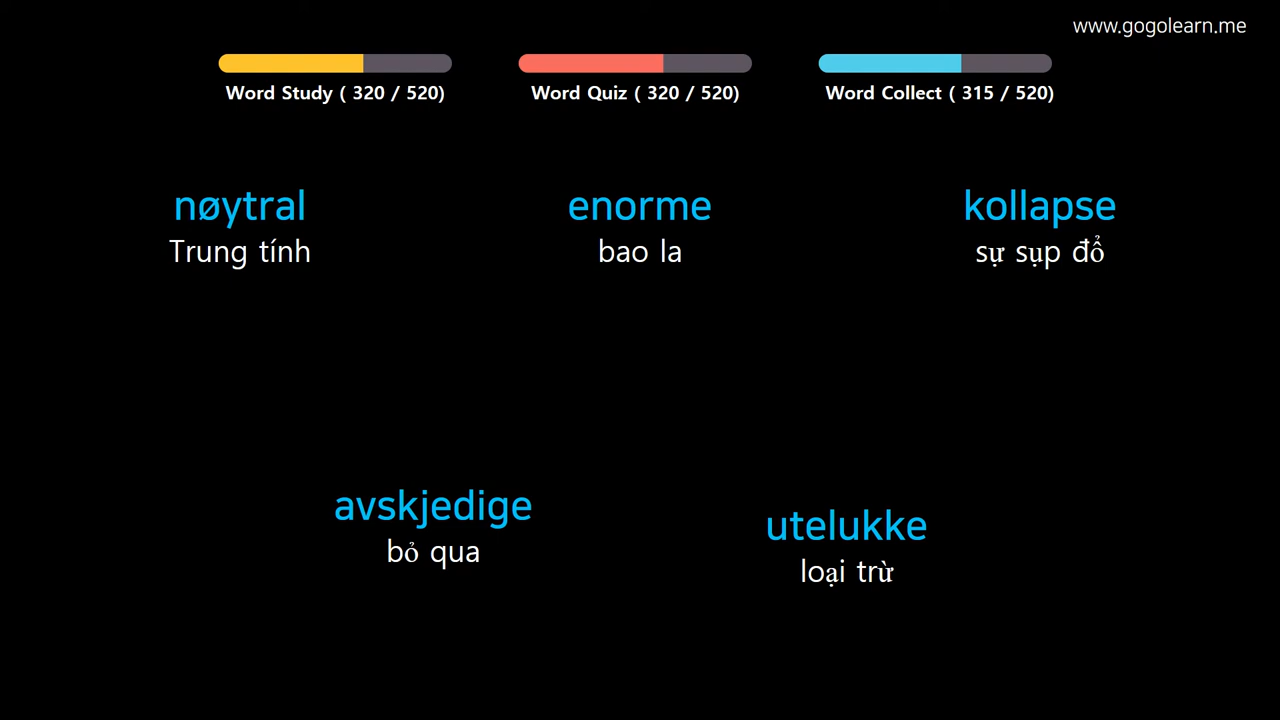 www.gogolearn.me
Word Study ( 320 / 520)
Word Quiz ( 320 / 520)
Word Collect ( 315 / 520)
nøytral
Trung tính
enorme
bao la
kollapse
sự sụp đổ
avskjedige
bỏ qua
utelukke
loại trừ